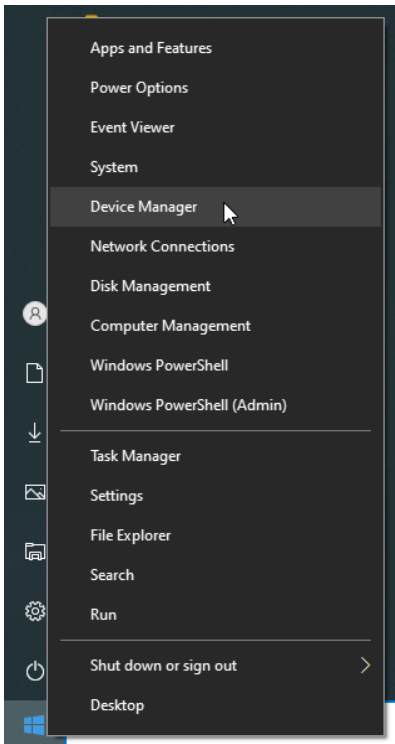 Apps and Features
Power Options
Event Viewer
System
Device Manager
Network Connections
Disk Management
Computer Management
Windows PowerShell
Windows PowerShell (Admin)
Task Manager
Settings
File Explorer
Search
Run
Shut down or sign out
Desktop